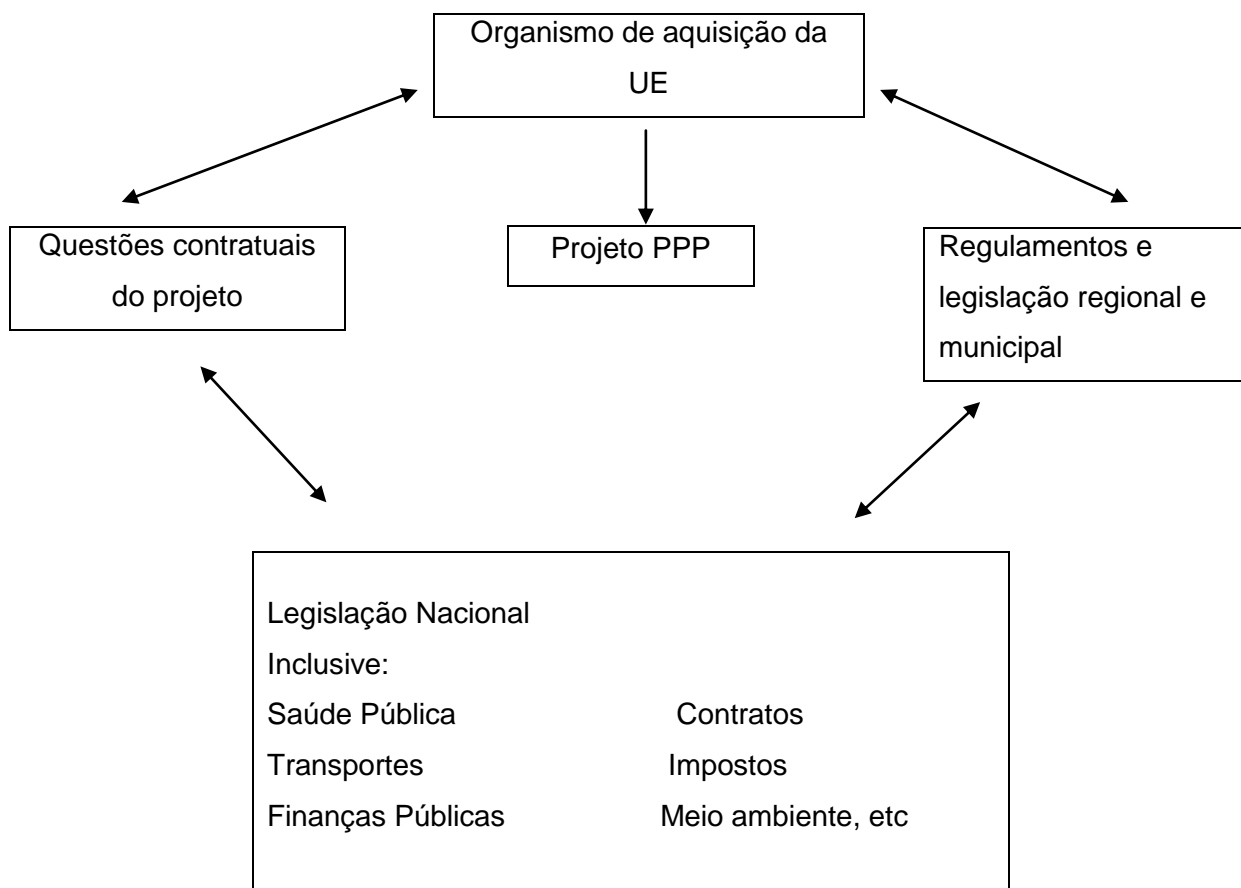 Organismo de aquisição da
UE
Questões contratuais
do projeto
Projeto PPP
Regulamentos e
legislação regional e
municipal
Legislação Nacional
Inclusive:
Saúde Pública Contratos
Transportes Impostos
Finanças Públicas Meio ambiente, etc